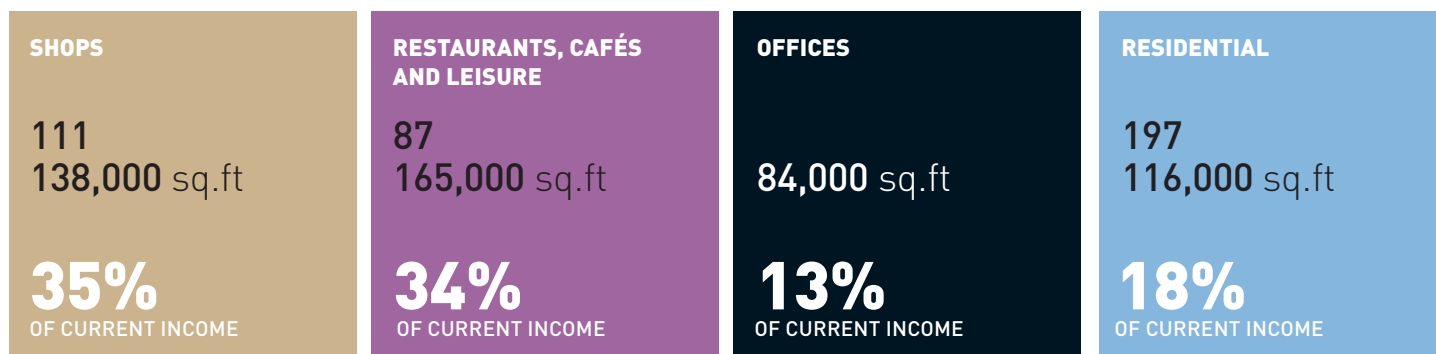 SHOPS
111
138,000 sq.ft
35%
OF CURRENT INCOME
RESTAURANTS, CAFÉS
AND LEISURE
87
165,000 sq.ft
34%
OF CURRENT INCOME
OFFICES
84,000 sq.ft
13%
OF CURRENT INCOME
RESIDENTIAL
197
116,000 sq.ft
18%
OF CURRENT INCOME